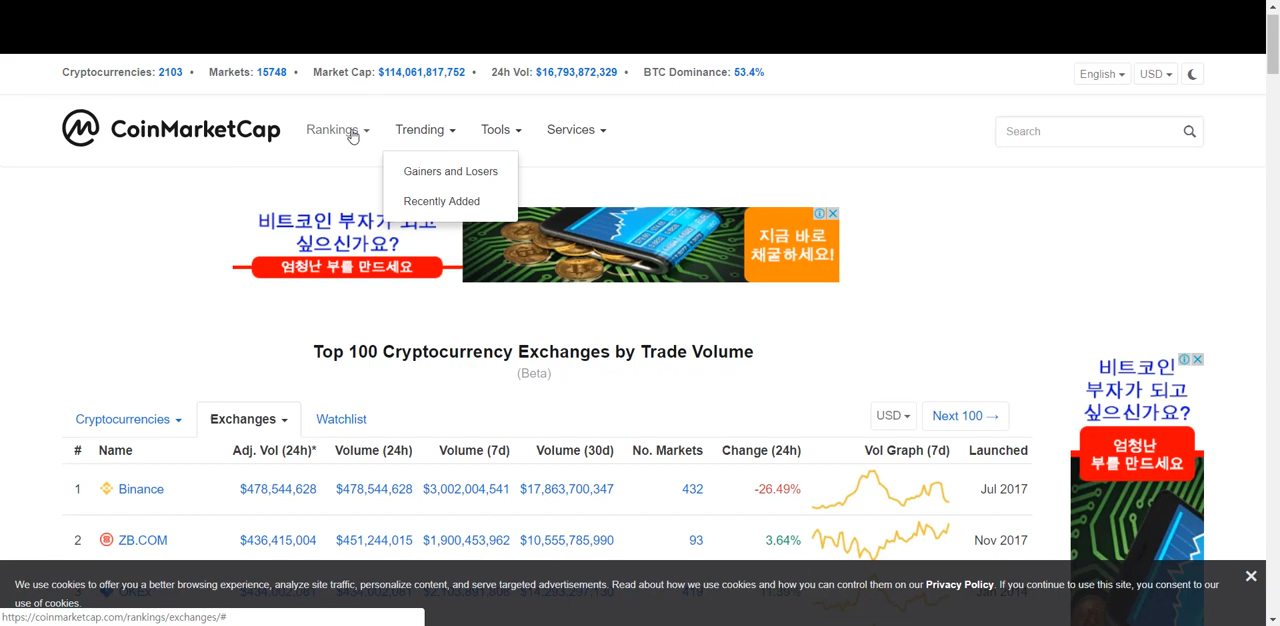 Cryptocurrencies: 2103 • Markets: 15748 • Market Cap: $114,061,817,752 • 24h Vol: $16,793,872,329 • BTC Dominance: 53.4%
English USD
CoinMarketCap Rankings Trending Tools Services Search
Gainers and Losers
Recently Added
비트코인 부자가 되고
싶으신가요?
엄청난 부를 만드세요
지금 바로
채굴하세요!
Top 100 Cryptocurrency Exchanges by Trade Volume
(Beta)
비트코인
부자가 되고
싶으신가요?
엄청난
부를 만드세요
Cryptocurrencies Exchanges Watchlist USD Next 100 →
# Name Adj. Vol (24h)* Volume (24h) Volume (7d) Volume (30d) No. Markets Change (24h) Vol Graph (7d) Launched
1 Binance $478,544,628 $478,544,628 $3,002,004,541 $17,863,700,347 432 -26.49% Jul 2017
2 ZB.COM $436,415,004 $451,244,015 $1,900,453,962 $10,555,785,990 93 3.64% Nov 2017
3 OKEx
We use cookies to offer you a better browsing experience, analyze site traffic, personalize content, and serve targeted advertisements. Read about how we use cookies and how you can control them on our Privacy Policy. If you continue to use this site, you consent to our
use of cookies.
https://coinmarketcap.com/rankings/exchanges/#